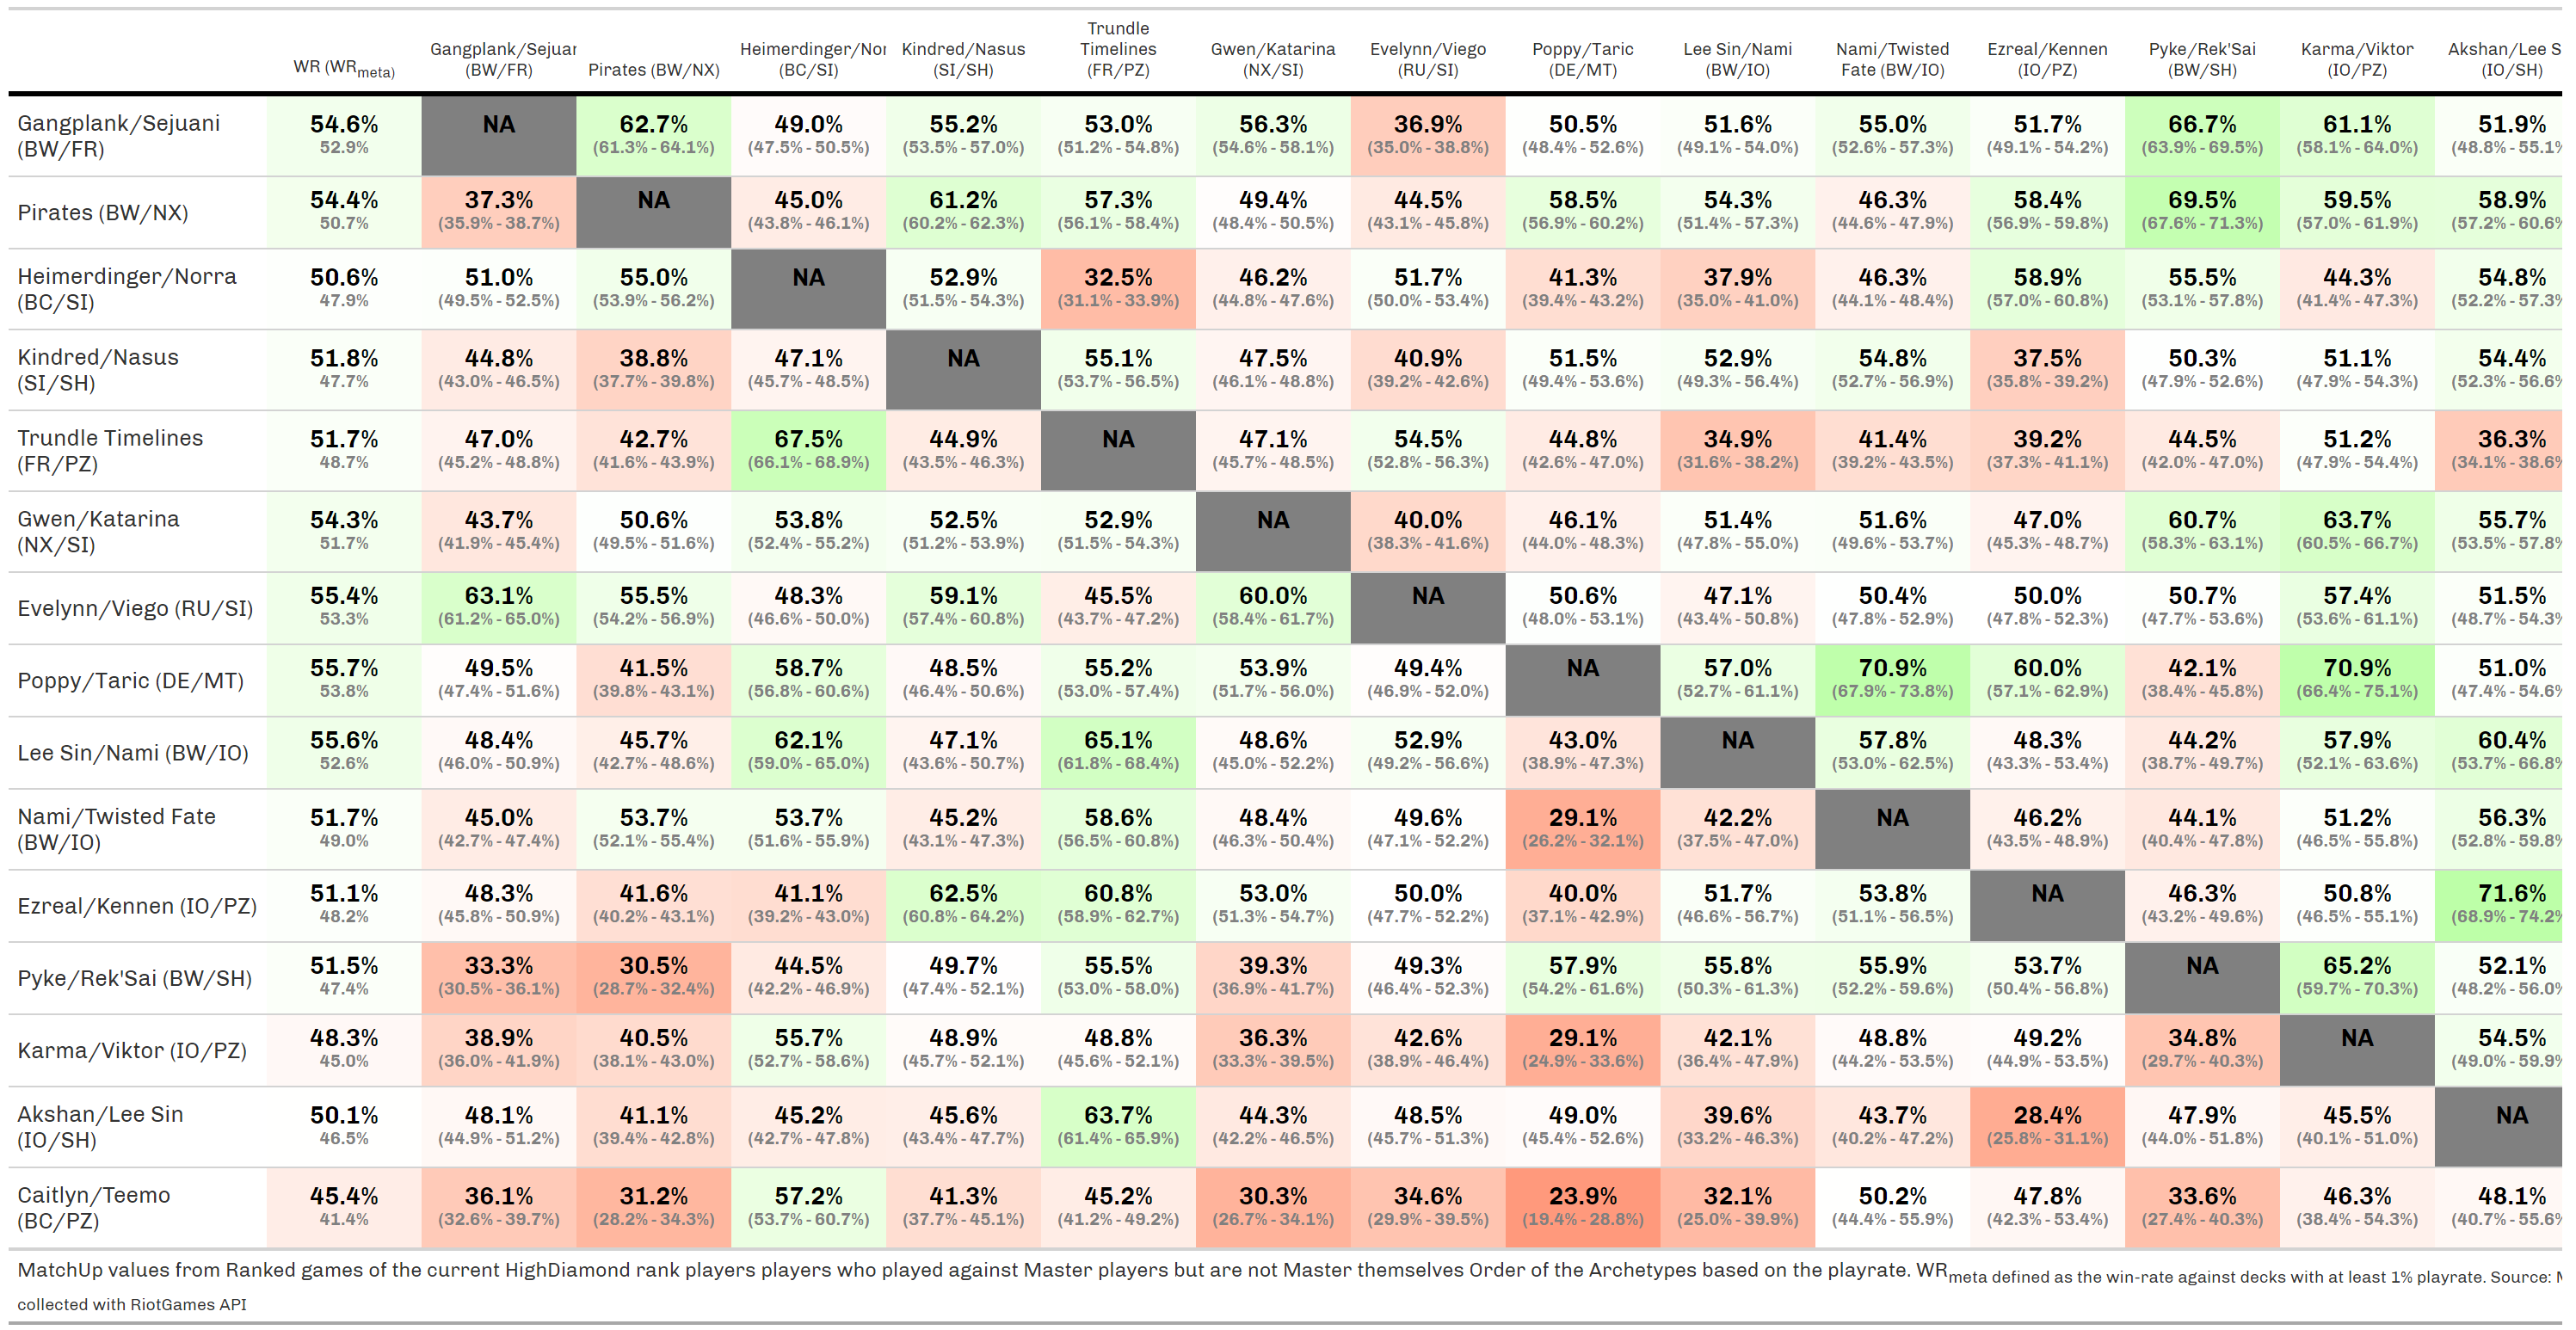 WR (WRmeta) Gangplank/Sejuar (BW/FR) Pirates (BW/NX) Heimerdinger/Nor (BC/SI) Kindred/Nasus (SI/SH) Trundle Timelines (FR/PZ) Gwen/Katarina (NX/SI) Evelynn/Viego (RU/SI) Poppy/Taric (DE/MT) Lee Sin/Nami (BW/IO) Nami/Twisted Fate (BW/IO) Ezreal/Kennen (IO/PZ) Pyke/Rek'Sai (BW/SH) Karma/Viktor (IO/PZ) Akshan/Lee S (IO/SH)
Gangplank/Sejuani (BW/FR) 54.6% NA 62.7% 49.0% 55.2% 53.0% 56.3% 36.9% 50.5% 51.6% 55.0% 51.7% 66.7% 61.1% 51.9%
52.9% (61.3% - 64.1%) (47.5% - 50.5%) (53.5% - 57.0%) (51.2% - 54.8%) (54.6% - 58.1%) (35.0% - 38.8%) (48.4% - 52.6%) (49.1% - 54.0%) (52.6% - 57.3%) (49.1% - 54.2%) (63.9% - 69.5%) (58.1% - 64.0%) (48.8% - 55.1%
Pirates (BW/NX) 54.4% 37.3% NA 45.0% 61.2% 57.3% 49.4% 44.5% 58.5% 54.3% 46.3% 58.4% 69.5% 59.5% 58.9%
50.7% (35.9% - 38.7%) (43.8% - 46.1%) (60.2% - 62.3%) (56.1% - 58.4%) (48.4% - 50.5%) (43.1% - 45.8%) (56.9% - 60.2%) (51.4% - 57.3%) (44.6% - 47.9%) (56.9% - 59.8%) (67.6% - 71.3%) (57.0% - 61.9%) (57.2% - 60.6%
Heimerdinger/Norra (BC/SI) 50.6% 51.0% 55.0% NA 52.9% 32.5% 46.2% 51.7% 41.3% 37.9% 46.3% 58.9% 55.5% 44.3% 54.8%
47.9% (49.5% - 52.5%) (53.9% - 56.2%) (51.5% - 54.3%) (31.1% - 33.9%) (44.8% - 47.6%) (50.0% - 53.4%) (39.4% - 43.2%) (35.0% - 41.0%) (44.1% - 48.4%) (57.0% - 60.8%) (53.1% - 57.8%) (41.4% - 47.3%) (52.2% - 57.3%
Kindred/Nasus (SI/SH) 51.8% 44.8% 38.8% 47.1% NA 55.1% 47.5% 40.9% 51.5% 52.9% 54.8% 37.5% 50.3% 51.1% 54.4%
47.7% (43.0% - 46.5%) (37.7% - 39.8%) (45.7% - 48.5%) (53.7% - 56.5%) (46.1% - 48.8%) (39.2% - 42.6%) (49.4% - 53.6%) (49.3% - 56.4%) (52.7% - 56.9%) (35.8% - 39.2%) (47.9% - 52.6%) (47.9% - 54.3%) (52.3% - 56.6%
Trundle Timelines (FR/PZ) 51.7% 47.0% 42.7% 67.5% 44.9% NA 47.1% 54.5% 44.8% 34.9% 41.4% 39.2% 44.5% 51.2% 36.3%
48.7% (45.2% - 48.8%) (41.6% - 43.9%) (66.1% - 68.9%) (43.5% - 46.3%) (45.7% - 48.5%) (52.8% - 56.3%) (42.6% - 47.0%) (31.6% - 38.2%) (39.2% - 43.5%) (37.3% - 41.1%) (42.0% - 47.0%) (47.9% - 54.4%) (34.1% - 38.6%
Gwen/Katarina (NX/SI) 54.3% 43.7% 50.6% 53.8% 52.5% 52.9% NA 40.0% 46.1% 51.4% 51.6% 47.0% 60.7% 63.7% 55.7%
51.7% (41.9% - 45.4%) (49.5% - 51.6%) (52.4% - 55.2%) (51.2% - 53.9%) (51.5% - 54.3%) (38.3% - 41.6%) (44.0% - 48.3%) (47.8% - 55.0%) (49.6% - 53.7%) (45.3% - 48.7%) (58.3% - 63.1%) (60.5% - 66.7%) (53.5% - 57.8%
Evelynn/Viego (RU/SI) 55.4% 63.1% 55.5% 48.3% 59.1% 45.5% 60.0% NA 50.6% 47.1% 50.4% 50.0% 50.7% 57.4% 51.5%
53.3% (61.2% - 65.0%) (54.2% - 56.9%) (46.6% - 50.0%) (57.4% - 60.8%) (43.7% - 47.2%) (58.4% - 61.7%) (48.0% - 53.1%) (43.4% - 50.8%) (47.8% - 52.9%) (47.8% - 52.3%) (47.7% - 53.6%) (53.6% - 61.1%) (48.7% - 54.3%
Poppy/Taric (DE/MT) 55.7% 49.5% 41.5% 58.7% 48.5% 55.2% 53.9% 49.4% NA 57.0% 70.9% 60.0% 42.1% 70.9% 51.0%
53.8% (47.4% - 51.6%) (39.8% - 43.1%) (56.8% - 60.6%) (46.4% - 50.6%) (53.0% - 57.4%) (51.7% - 56.0%) (46.9% - 52.0%) (52.7% - 61.1%) (67.9% - 73.8%) (57.1% - 62.9%) (38.4% - 45.8%) (66.4% - 75.1%) (47.4% - 54.6%
Lee Sin/Nami (BW/IO) 55.6% 48.4% 45.7% 62.1% 47.1% 65.1% 48.6% 52.9% 43.0% NA 57.8% 48.3% 44.2% 57.9% 60.4%
52.6% (46.0% - 50.9%) (42.7% - 48.6%) (59.0% - 65.0%) (43.6% - 50.7%) (61.8% - 68.4%) (45.0% - 52.2%) (49.2% - 56.6%) (38.9% - 47.3%) (53.0% - 62.5%) (43.3% - 53.4%) (38.7% - 49.7%) (52.1% - 63.6%) (53.7% - 66.8%
Nami/Twisted Fate (BW/IO) 51.7% 45.0% 53.7% 53.7% 45.2% 58.6% 48.4% 49.6% 29.1% 42.2% NA 46.2% 44.1% 51.2% 56.3%
49.0% (42.7% - 47.4%) (52.1% - 55.4%) (51.6% - 55.9%) (43.1% - 47.3%) (56.5% - 60.8%) (46.3% - 50.4%) (47.1% - 52.2%) (26.2% - 32.1%) (37.5% - 47.0%) (43.5% - 48.9%) (40.4% - 47.8%) (46.5% - 55.8%) (52.8% - 59.8%
Ezreal/Kennen (IO/PZ) 51.1% 48.3% 41.6% 41.1% 62.5% 60.8% 53.0% 50.0% 40.0% 51.7% 53.8% NA 46.3% 50.8% 71.6%
48.2% (45.8% - 50.9%) (40.2% - 43.1%) (39.2% - 43.0%) (60.8% - 64.2%) (58.9% - 62.7%) (51.3% - 54.7%) (47.7% - 52.2%) (37.1% - 42.9%) (46.6% - 56.7%) (51.1% - 56.5%) (43.2% - 49.6%) (46.5% - 55.1%) (68.9% - 74.2%
Pyke/Rek'Sai (BW/SH) 51.5% 33.3% 30.5% 44.5% 49.7% 55.5% 39.3% 49.3% 57.9% 55.8% 55.9% 53.7% NA 65.2% 52.1%
47.4% (30.5% - 36.1%) (28.7% - 32.4%) (42.2% - 46.9%) (47.4% - 52.1%) (53.0% - 58.0%) (36.9% - 41.7%) (46.4% - 52.3%) (54.2% - 61.6%) (50.3% - 61.3%) (52.2% - 59.6%) (50.4% - 56.8%) (59.7% - 70.3%) (48.2% - 56.0%
Karma/Viktor (IO/PZ) 48.3% 38.9% 40.5% 55.7% 48.9% 48.8% 36.3% 42.6% 29.1% 42.1% 48.8% 49.2% 34.8% NA 54.5%
45.0% (36.0% - 41.9%) (38.1% - 43.0%) (52.7% - 58.6%) (45.7% - 52.1%) (45.6% - 52.1%) (33.3% - 39.5%) (38.9% - 46.4%) (24.9% - 33.6%) (36.4% - 47.9%) (44.2% - 53.5%) (44.9% - 53.5%) (29.7% - 40.3%) (49.0% - 59.9%
Akshan/Lee Sin (IO/SH) 50.1% 48.1% 41.1% 45.2% 45.6% 63.7% 44.3% 48.5% 49.0% 39.6% 43.7% 28.4% 47.9% 45.5% NA
46.5% (44.9% - 51.2%) (39.4% - 42.8%) (42.7% - 47.8%) (43.4% - 47.7%) (61.4% - 65.9%) (42.2% - 46.5%) (45.7% - 51.3%) (45.4% - 52.6%) (33.2% - 46.3%) (40.2% - 47.2%) (25.8% - 31.1%) (44.0% - 51.8%) (40.1% - 51.0%)
Caitlyn/Teemo (BC/PZ) 45.4% 36.1% 31.2% 57.2% 41.3% 45.2% 30.3% 34.6% 23.9% 32.1% 50.2% 47.8% 33.6% 46.3% 48.1%
41.4% (32.6% - 39.7%) (28.2% - 34.3%) (53.7% - 60.7%) (37.7% - 45.1%) (41.2% - 49.2%) (26.7% - 34.1%) (29.9% - 39.5%) (19.4% - 28.8%) (25.0% - 39.9%) (44.4% - 55.9%) (42.3% - 53.4%) (27.4% - 40.3%) (38.4% - 54.3%) (40.7% - 55.6%
MatchUp values from Ranked games of the current HighDiamond rank players players who played against Master players but are not Master themselves Order of the Archetypes based on the playrate. WRmeta defined as the win-rate against decks with at least 1% playrate. Source:
collected with RiotGames API